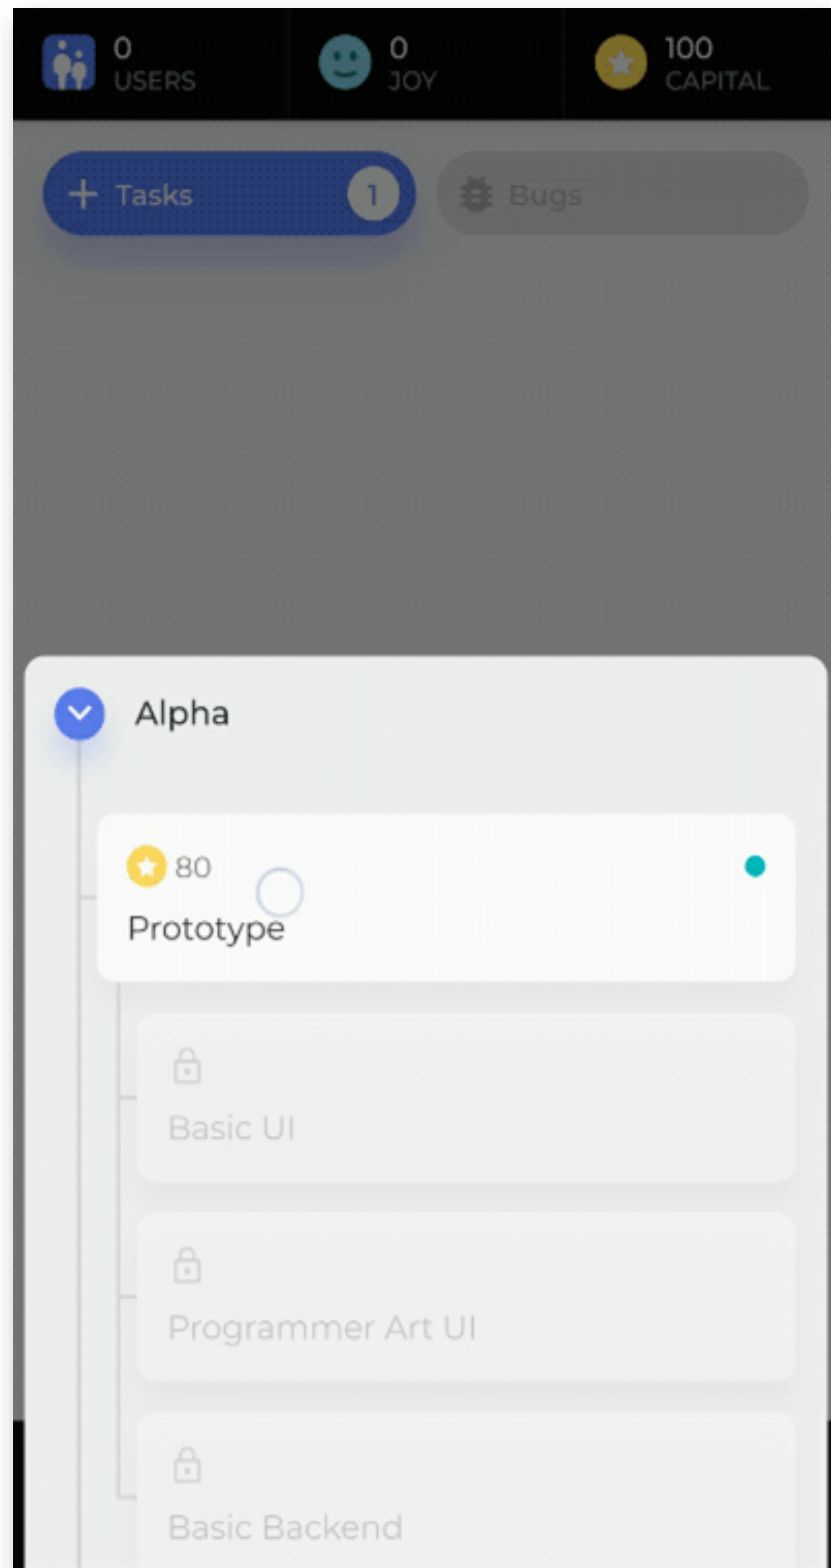 0
USERS
0
JOY
100
CAPITAL
Tasks
1
Bugs
Alpha
80
Prototype
Basic UI
Programmer Art UI
Basic Backend